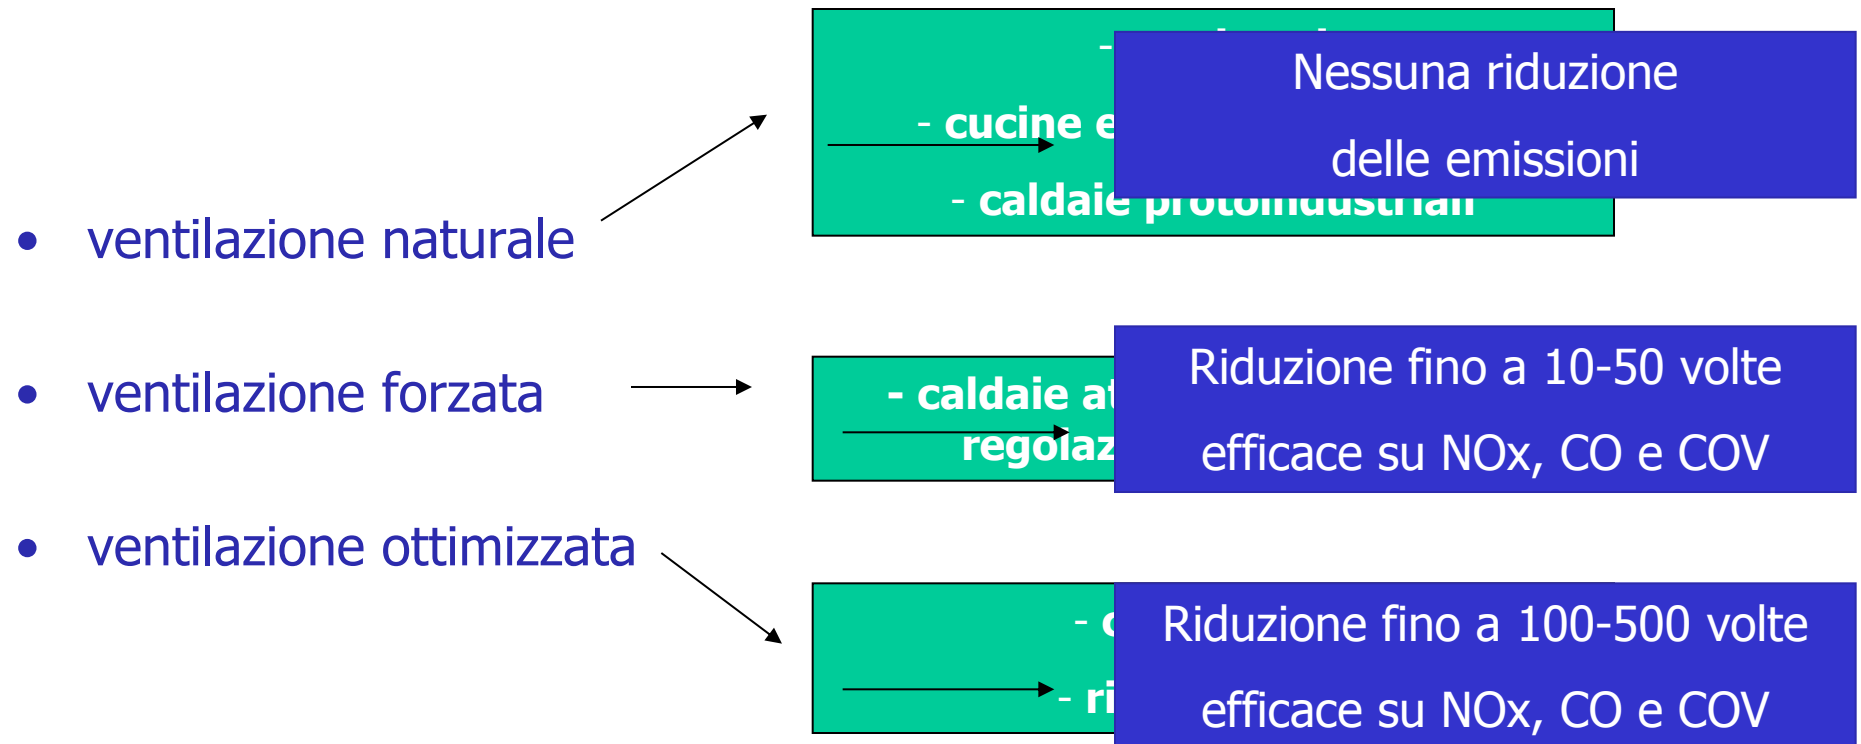 - cucine e
- caldaie protoindustriali
Nessuna riduzione
delle emissioni
• ventilazione naturale
• ventilazione forzata
- caldaie
regolaz
Riduzione fino a 10-50 volte
efficace su NOx, CO e COV
• ventilazione ottimizzata
Riduzione fino a 100-500 volte
efficace su NOx, CO e COV